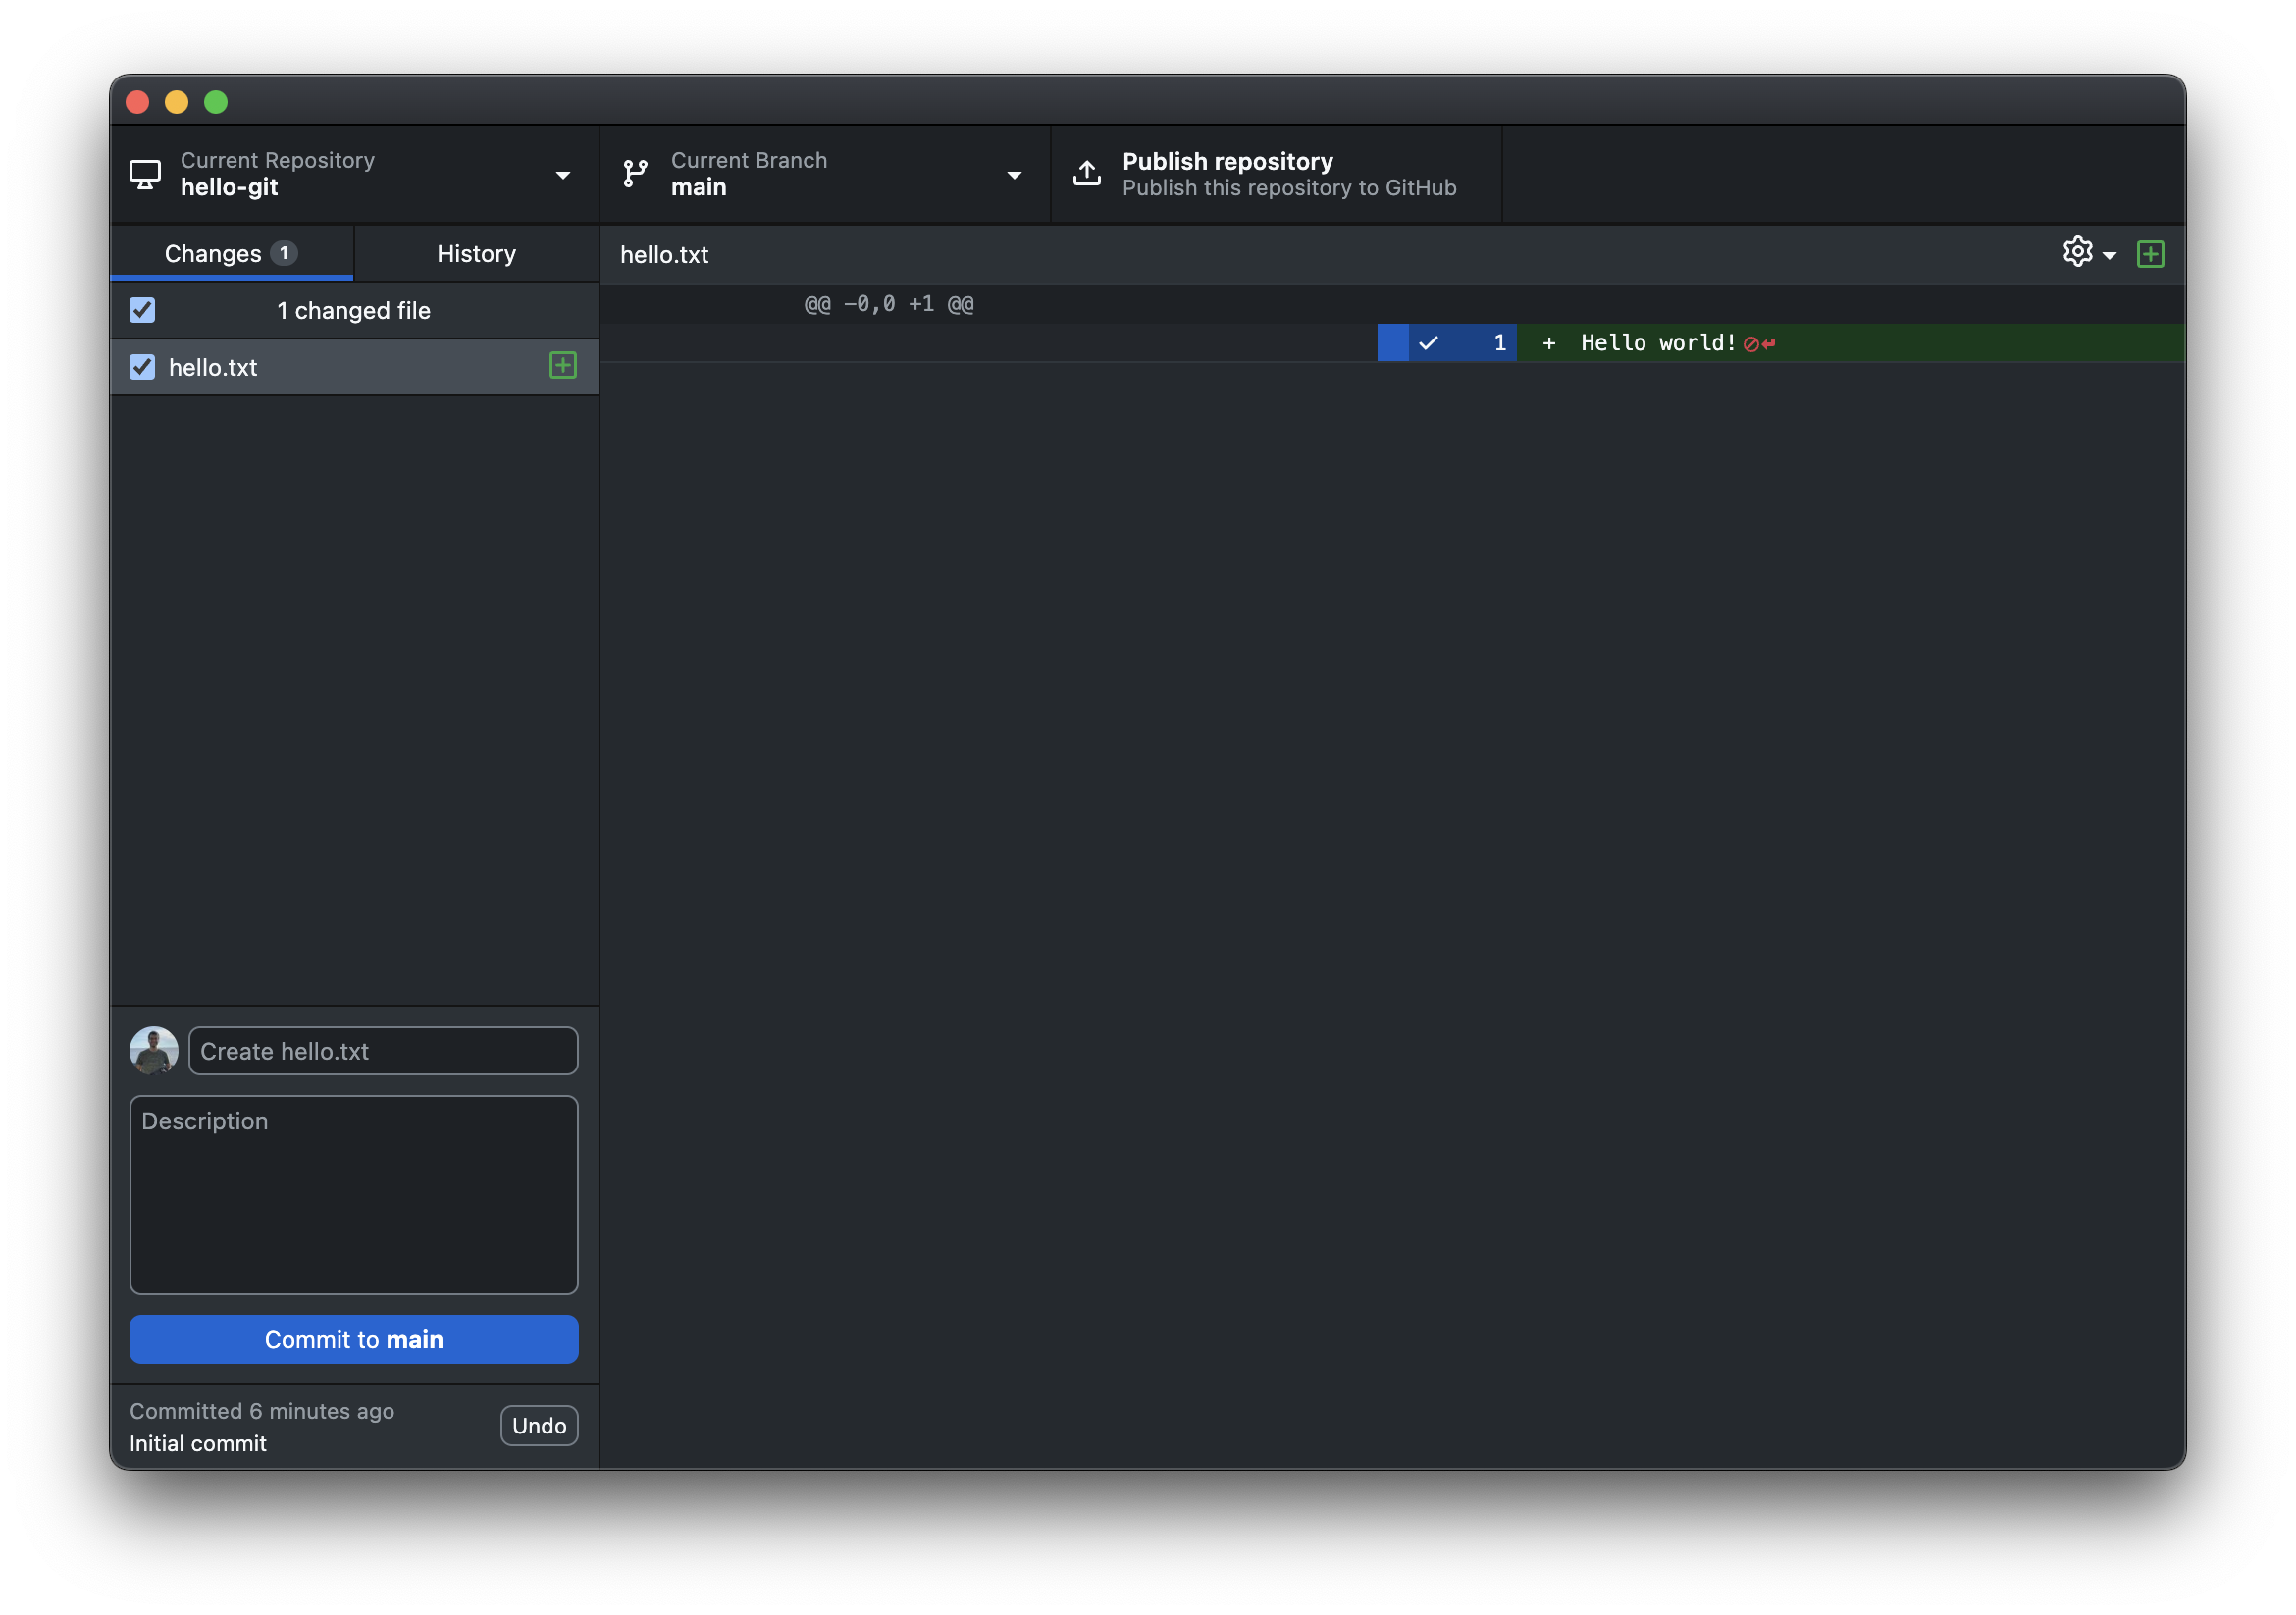 Current Repository
hello-git
Current Branch
main
Publish repository
Publish this repository to GitHub
Changes 1
History
1 changed file
hello.txt
hello.txt
@@ -0,0 +1 @@
1 + Hello world!
Create hello.txt
Description
Commit to main
Committed 6 minutes ago
Initial commit
Undo